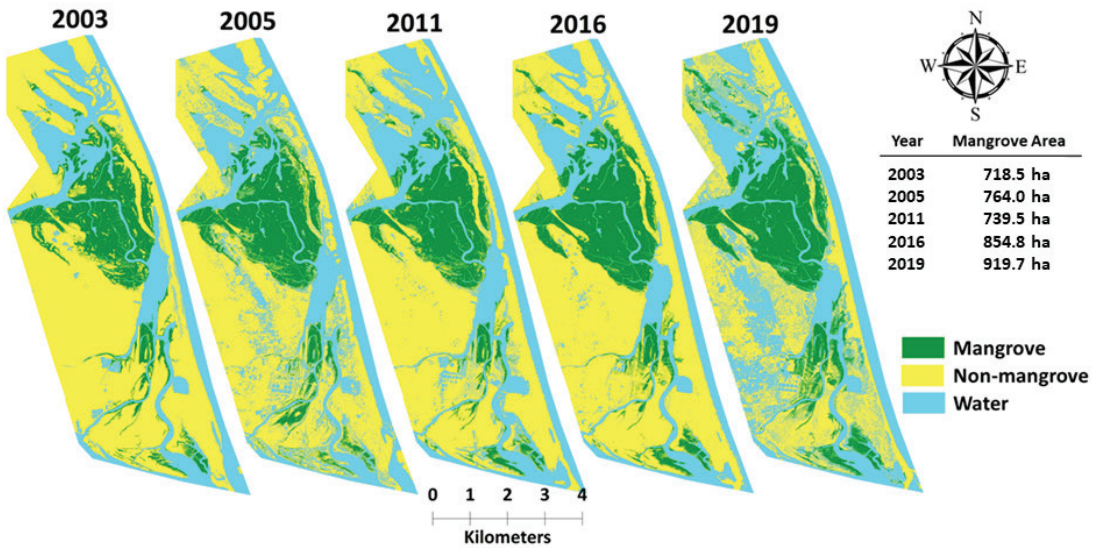 2003 2005 2011 2016 2019
N
W E
S
Year Mangrove Area
2003 718.5 ha
2005 764.0 ha
2011 739.5 ha
2016 854.8 ha
2019 919.7 ha
Mangrove
Non-mangrove
Water
0 1 2 3 4
Kilometers